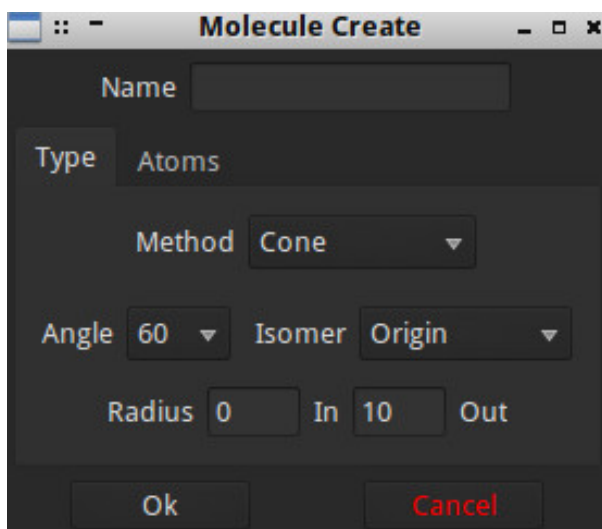 Molecule Create
Name
Type Atoms
Method Cone
Angle 60 Isomer Origin
Radius 0 In 10 Out
Ok Cancel